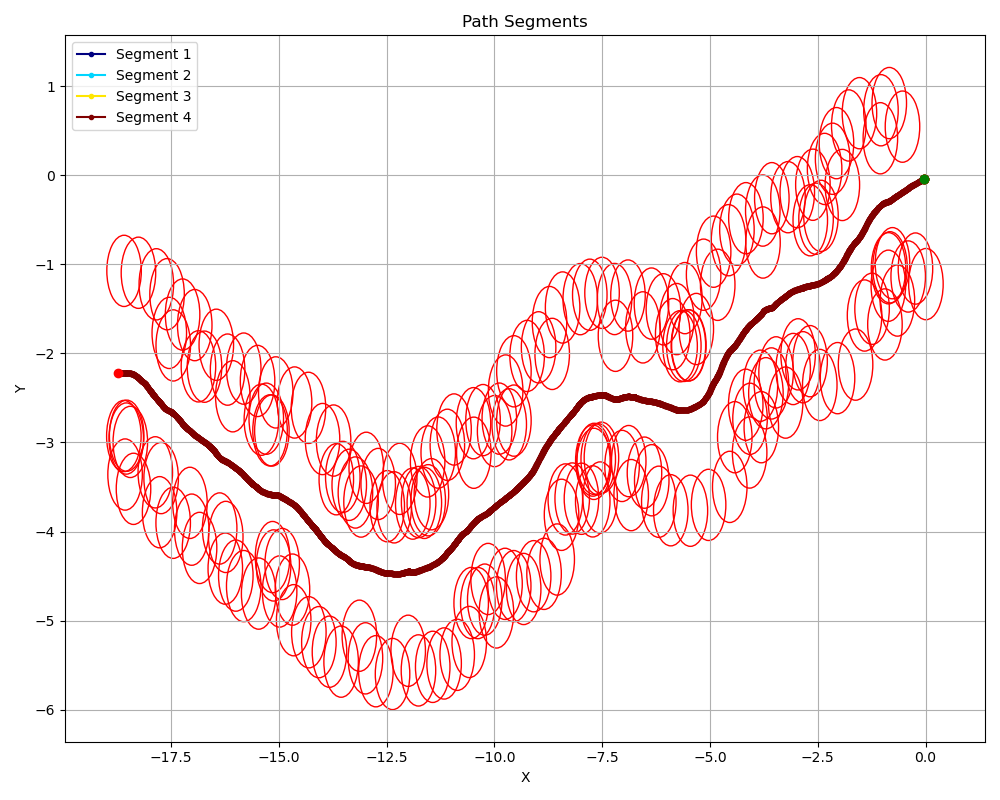 Path Segments
Segment 1
Segment 2
Segment 3
Segment 4
1
0
−1
−2
−3
−4
−5
−6
Y
−17.5 −15.0 −12.5 −10.0 −7.5 −5.0 −2.5 0.0
X